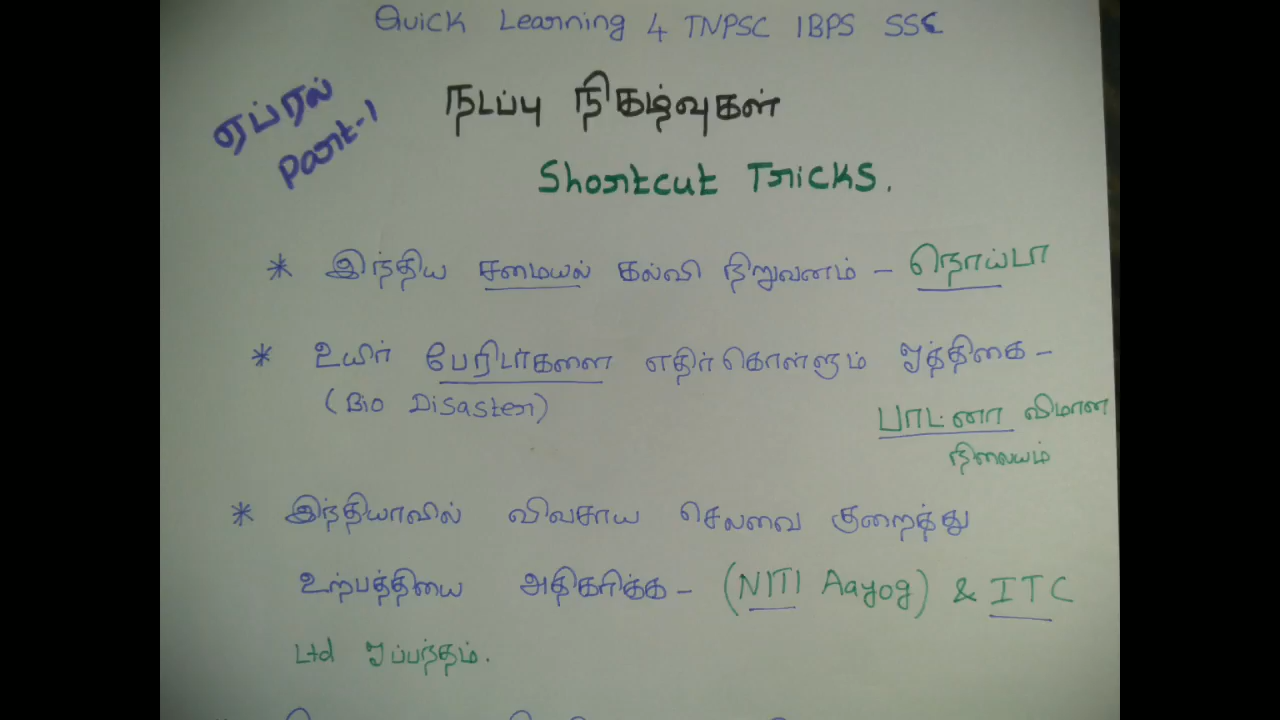 Quick Learning 4 TNPSC IBPS SSC
ஏப்ரல்
Part-1
நடப்பு நிகழ்வுகள்
Shortcut Tricks.
* இந்திய சமையல் கல்வி நிறுவனம் - நொய்டா
* உயிர் பேரிடர்களை எதிர்கொள்ளும் ஒத்திகை -
(Bio Disaster)
பாட்னா விமான
நிலையம்
* இந்தியாவில் விவசாய செலவை குறைத்து
உற்பத்தியை அதிகரிக்க - (NITI Aayog) & ITC
Ltd ஒப்பந்தம்.